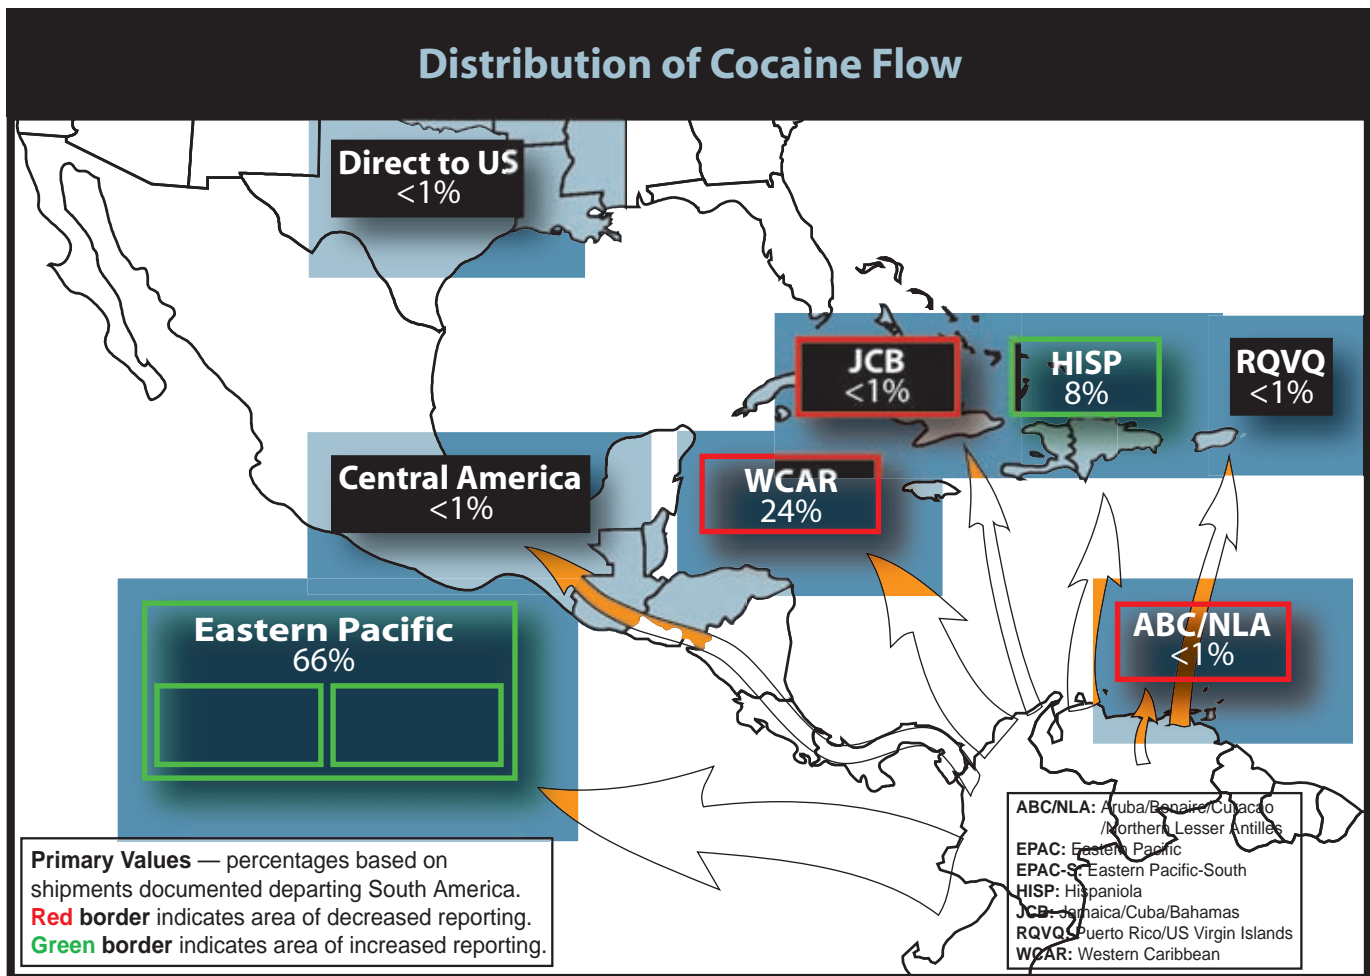 Distribution of Cocaine Flow
Direct to US
<1%
JCB
<1%
HISP
8%
RQVQ
<1%
Central America
<1%
WCAR
24%
Eastern Pacific
66%
ABC/NLA
<1%
Primary Values — percentages based on
shipments documented departing South America.
Red border indicates area of decreased reporting.
Green border indicates area of increased reporting.
ABC/NLA: Aruba/Bonaire/Curacao
/Northern Lesser Antilles
EPAC: Eastern Pacific
EPAC-S: Eastern Pacific-South
HISP: Hispaniola
JCB: Jamaica/Cuba/Bahamas
RQVQ: Puerto Rico/US Virgin Islands
WCAR: Western Caribbean